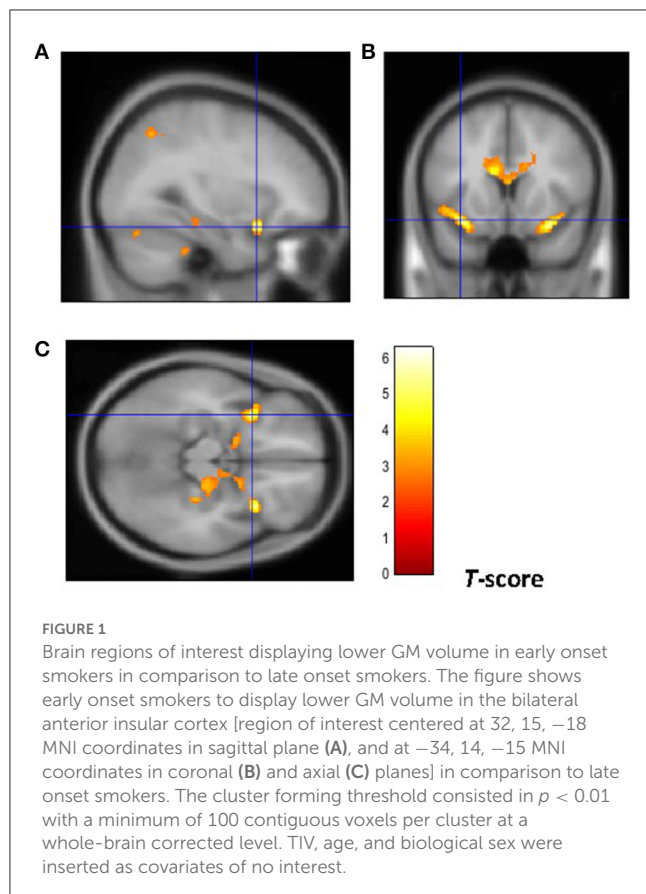 A
B
C
6
5
4
3
2
1
0
T-score
FIGURE 1
Brain regions of interest displaying lower GM volume in early onset
smokers in comparison to late onset smokers. The figure shows
early onset smokers to display lower GM volume in the bilateral
anterior insular cortex [region of interest centered at 32, 15, −18
MNI coordinates in sagittal plane (A), and at −34, 14, −15 MNI
coordinates in coronal (B) and axial (C) planes] in comparison to late
onset smokers. The cluster forming threshold consisted in p < 0.01
with a minimum of 100 contiguous voxels per cluster at a
whole-brain corrected level. TIV, age, and biological sex were
inserted as covariates of no interest.